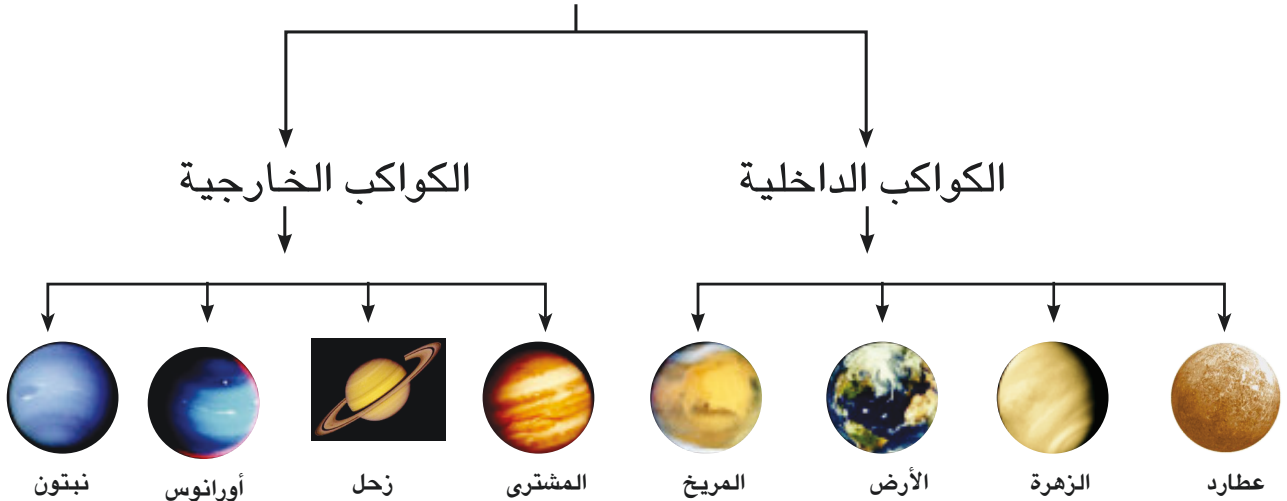 الكواكب الداخلية
الكواكب الخارجية
عطارد
الزهرة
الأرض
المريخ
المشترى
زحل
أورانوس
نبتون